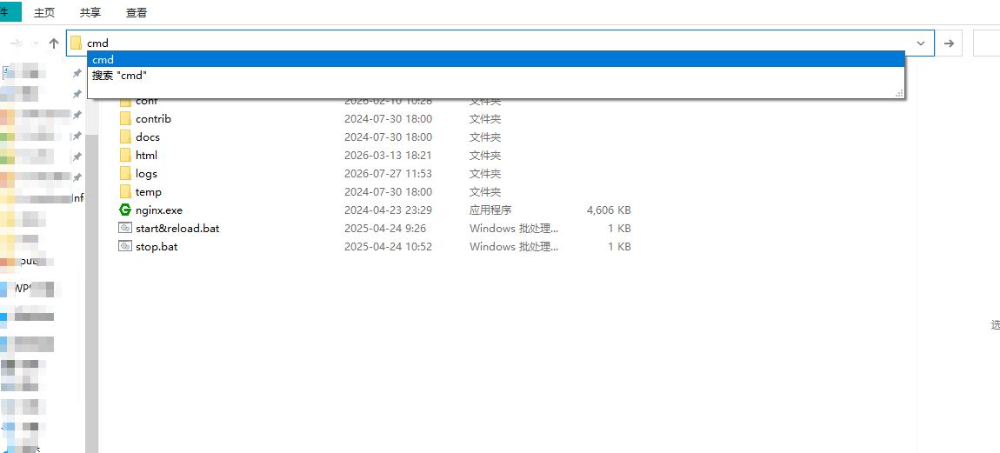 件 主页 共享 查看
cmd
cmd
搜索 "cmd"
conf 2026-02-10 10:28 文件夹
contrib 2024-07-30 18:00 文件夹
docs 2024-07-30 18:00 文件夹
html 2026-03-13 18:21 文件夹
logs 2026-07-27 11:53 文件夹
temp 2024-07-30 18:00 文件夹
Inf
nginx.exe 2024-04-23 23:29 应用程序 4,606 KB
start&reload.bat 2025-04-24 9:26 Windows 批处理... 1 KB
stop.bat 2025-04-24 10:52 Windows 批处理... 1 KB
WPS
选